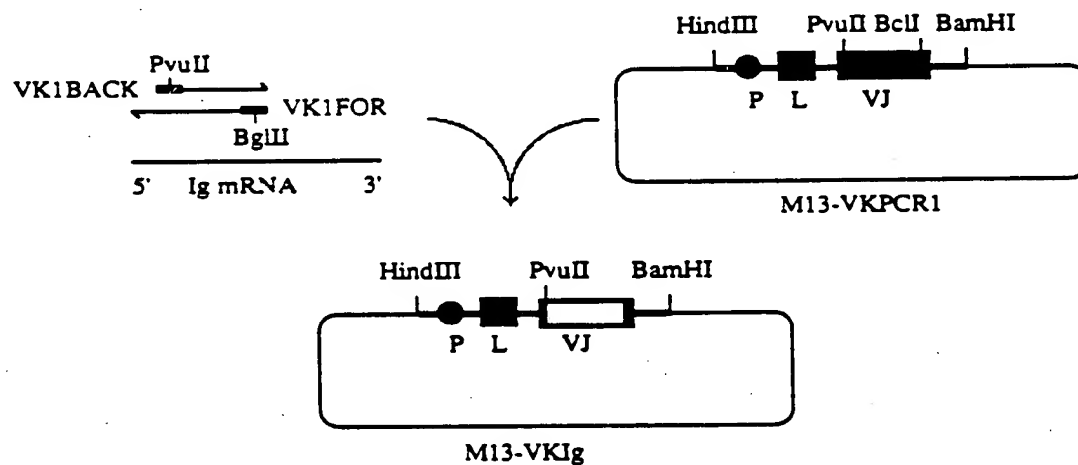 PvuII
VK1BACK
VK1FOR
BglII
5' Ig mRNA 3'
HindIII PvuII BclI BamHI
P L VJ
M13-VKPCR1
HindIII PvuII BamHI
P L VJ
M13-VKIg